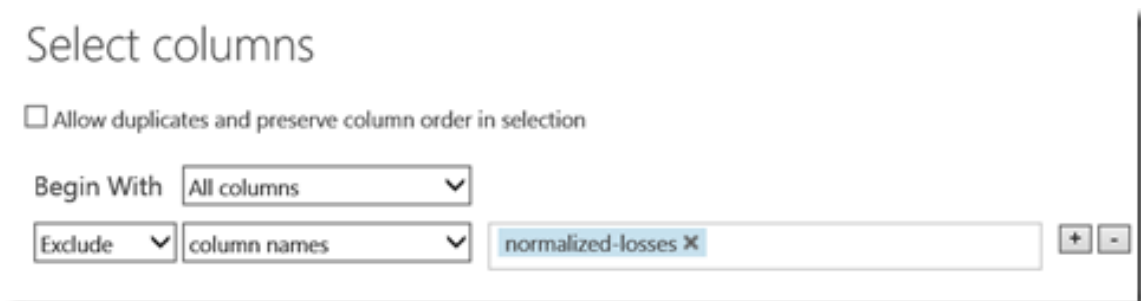 Select columns
Allow duplicates and preserve column order in selection
Begin With All columns
Exclude column names normalized-losses × + -